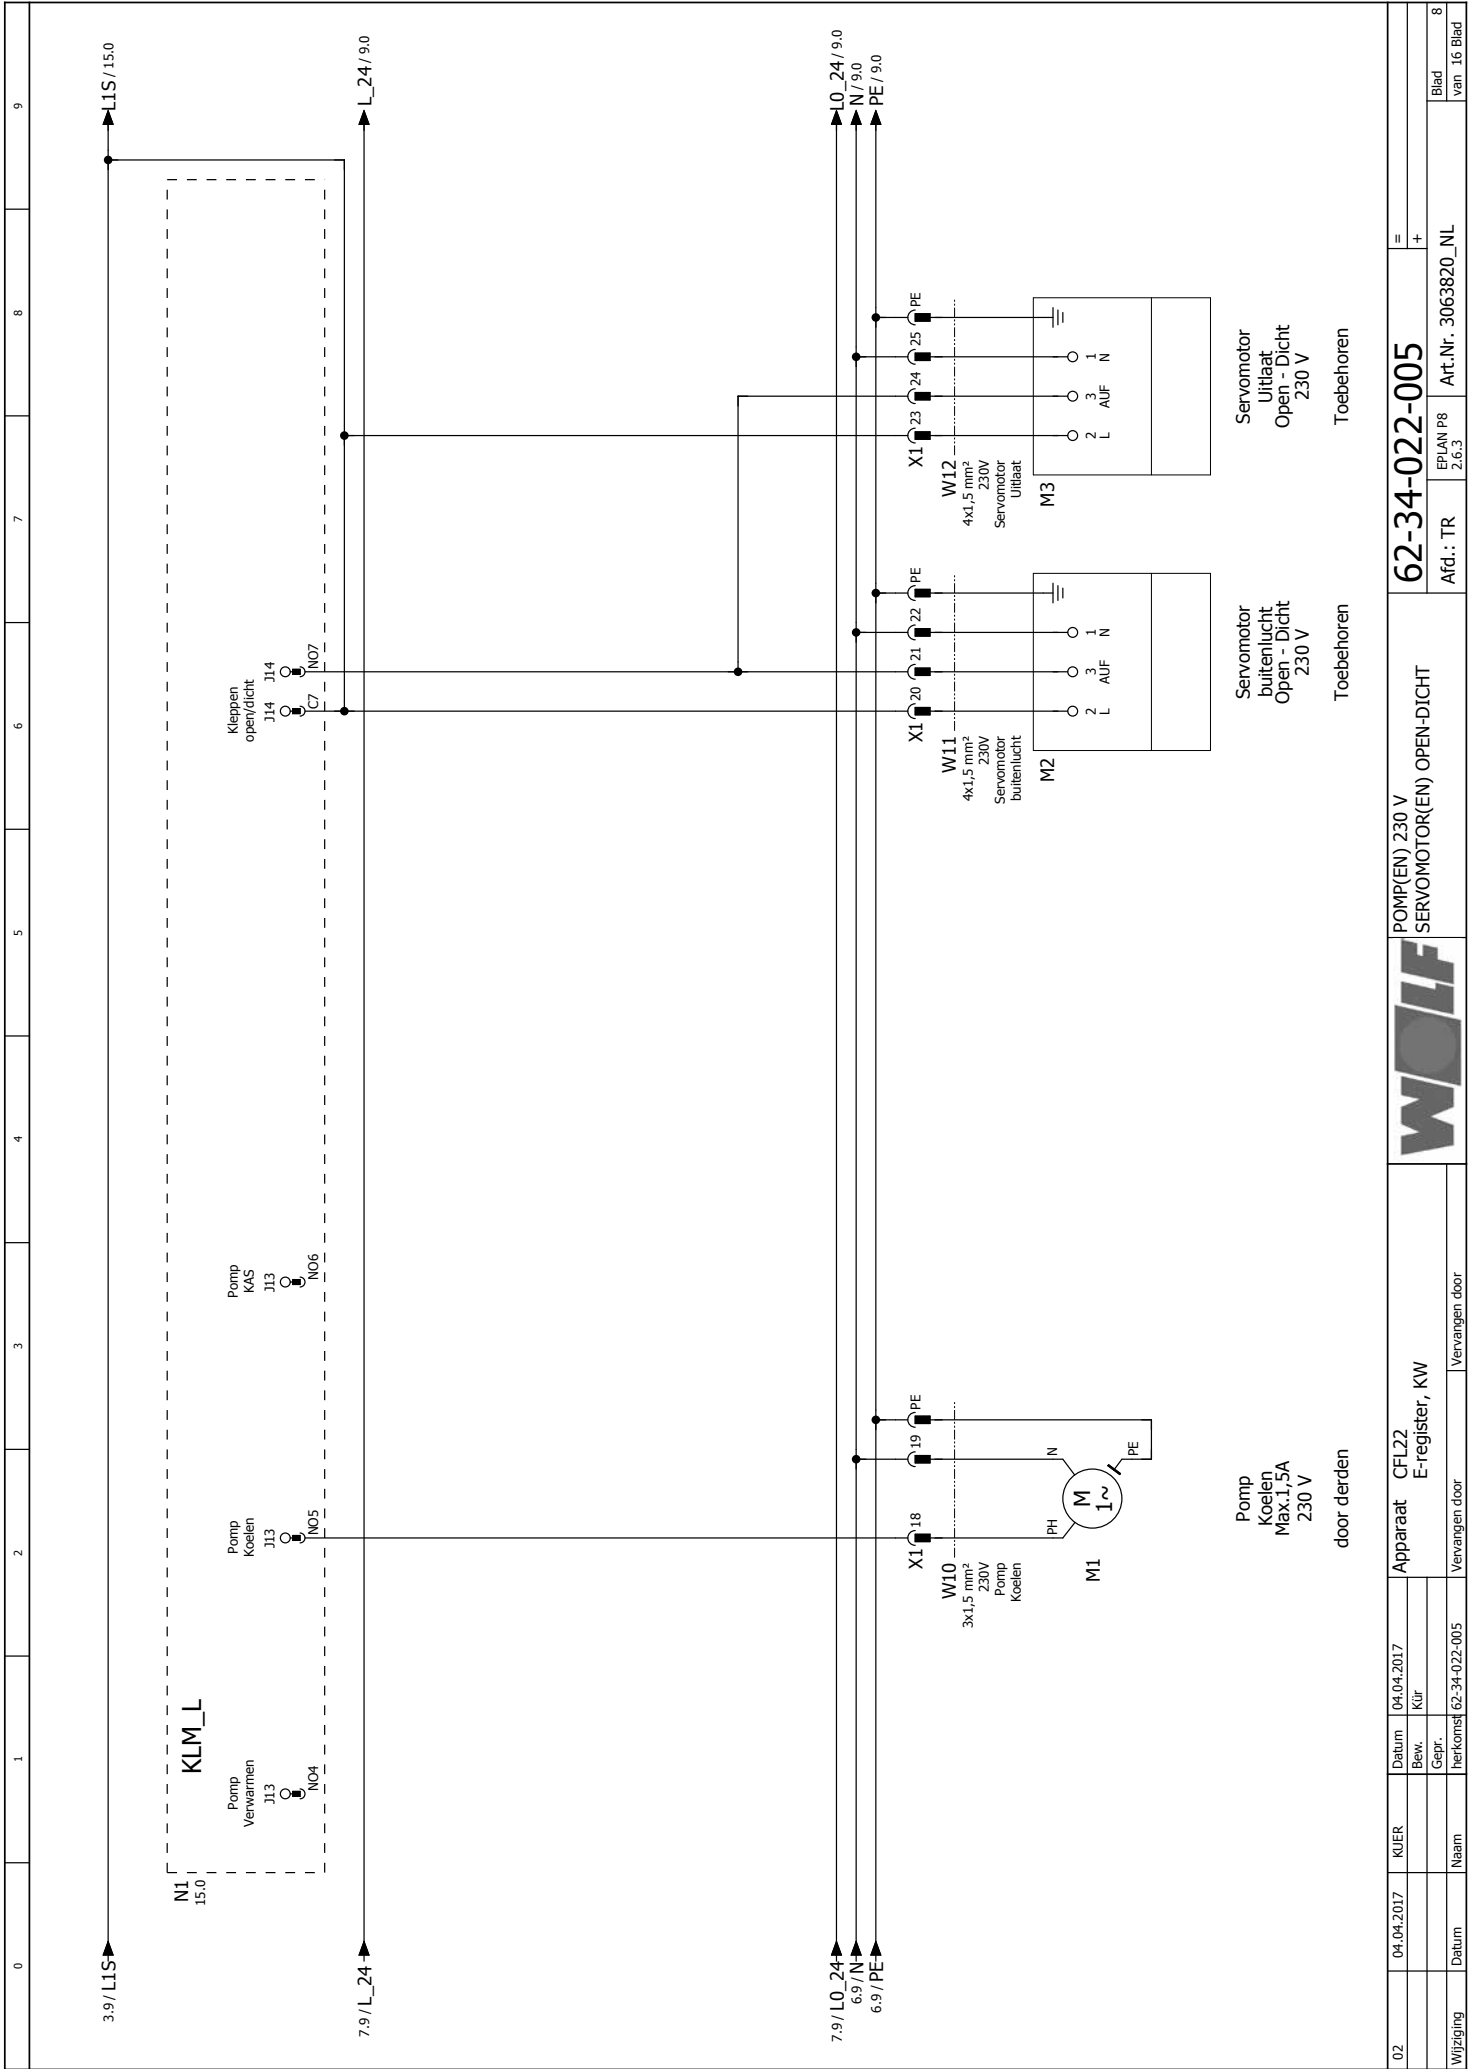 0 1 2 3 4 5 6 7 8 9
3.9 / L1S
L1S / 15.0
N1
15.0
KLM_L
Pomp
Verwarmen
J13
NO4
Pomp
Koelen
J13
NO5
Pomp
KAS
J13
NO6
Kleppen
open/dicht
J14 J14
C7 NO7
7.9 / L_24
L_24 / 9.0
7.9 / L0_24
L0_24 / 9.0
6.9 / N
N / 9.0
6.9 / PE
PE / 9.0
X1 18 19 PE
W10
3x1,5 mm²
230V
Pomp
Koelen
PH N
M
1~
PE
M1
Pomp
Koelen
Max.1,5A
230 V
door derden
X1 20 21 22 PE
W11
4x1,5 mm²
230V
Servomotor
buitenlucht
M2
2 3 1
L AUF N
Servomotor
buitenlucht
Open - Dicht
230 V
Toebehoren
X1 23 24 25 PE
W12
4x1,5 mm²
230V
Servomotor
Uitlaat
M3
2 3 1
L AUF N
Servomotor
Uitlaat
Open - Dicht
230 V
Toebehoren
02 04.04.2017 KUER
Wijziging Datum Naam
Datum 04.04.2017
Bew. Kür
Gepr.
herkomst 62-34-022-005
Apparaat CFL22
E-register, KW
Vervangen door Vervangen door
WOLF
POMP(EN) 230 V
SERVOMOTOR(EN) OPEN-DICHT
62-34-022-005
=
+
Afd.: TR
EPLAN P8
2.6.3
Art.Nr. 3063820_NL
Blad 8
van 16 Blad